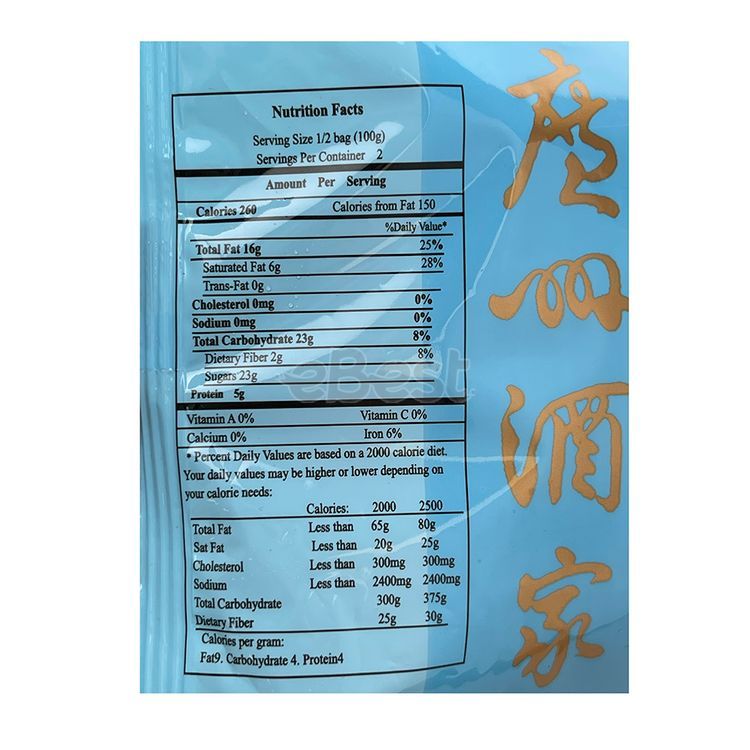 Nutrition Facts
Serving Size 1/2 bag (100g)
Servings Per Container 2
Amount Per Serving
Calories 260 Calories from Fat 150
%Daily Value*
Total Fat 16g 25%
Saturated Fat 6g 28%
Trans-Fat 0g
Cholesterol 0mg 0%
Sodium 0mg 0%
Total Carbohydrate 23g 8%
Dietary Fiber 2g 8%
Sugars 23g
Protein 5g
Vitamin A 0% Vitamin C 0%
Calcium 0% Iron 6%
* Percent Daily Values are based on a 2000 calorie diet.
Your daily values may be higher or lower depending on
your calorie needs:
Calories: 2000 2500
Total Fat Less than 65g 80g
Sat Fat Less than 20g 25g
Cholesterol Less than 300mg 300mg
Sodium Less than 2400mg 2400mg
Total Carbohydrate 300g 375g
Dietary Fiber 25g 30g
Calories per gram:
Fat9. Carbohydrate 4. Protein4
eBest
广州酒家